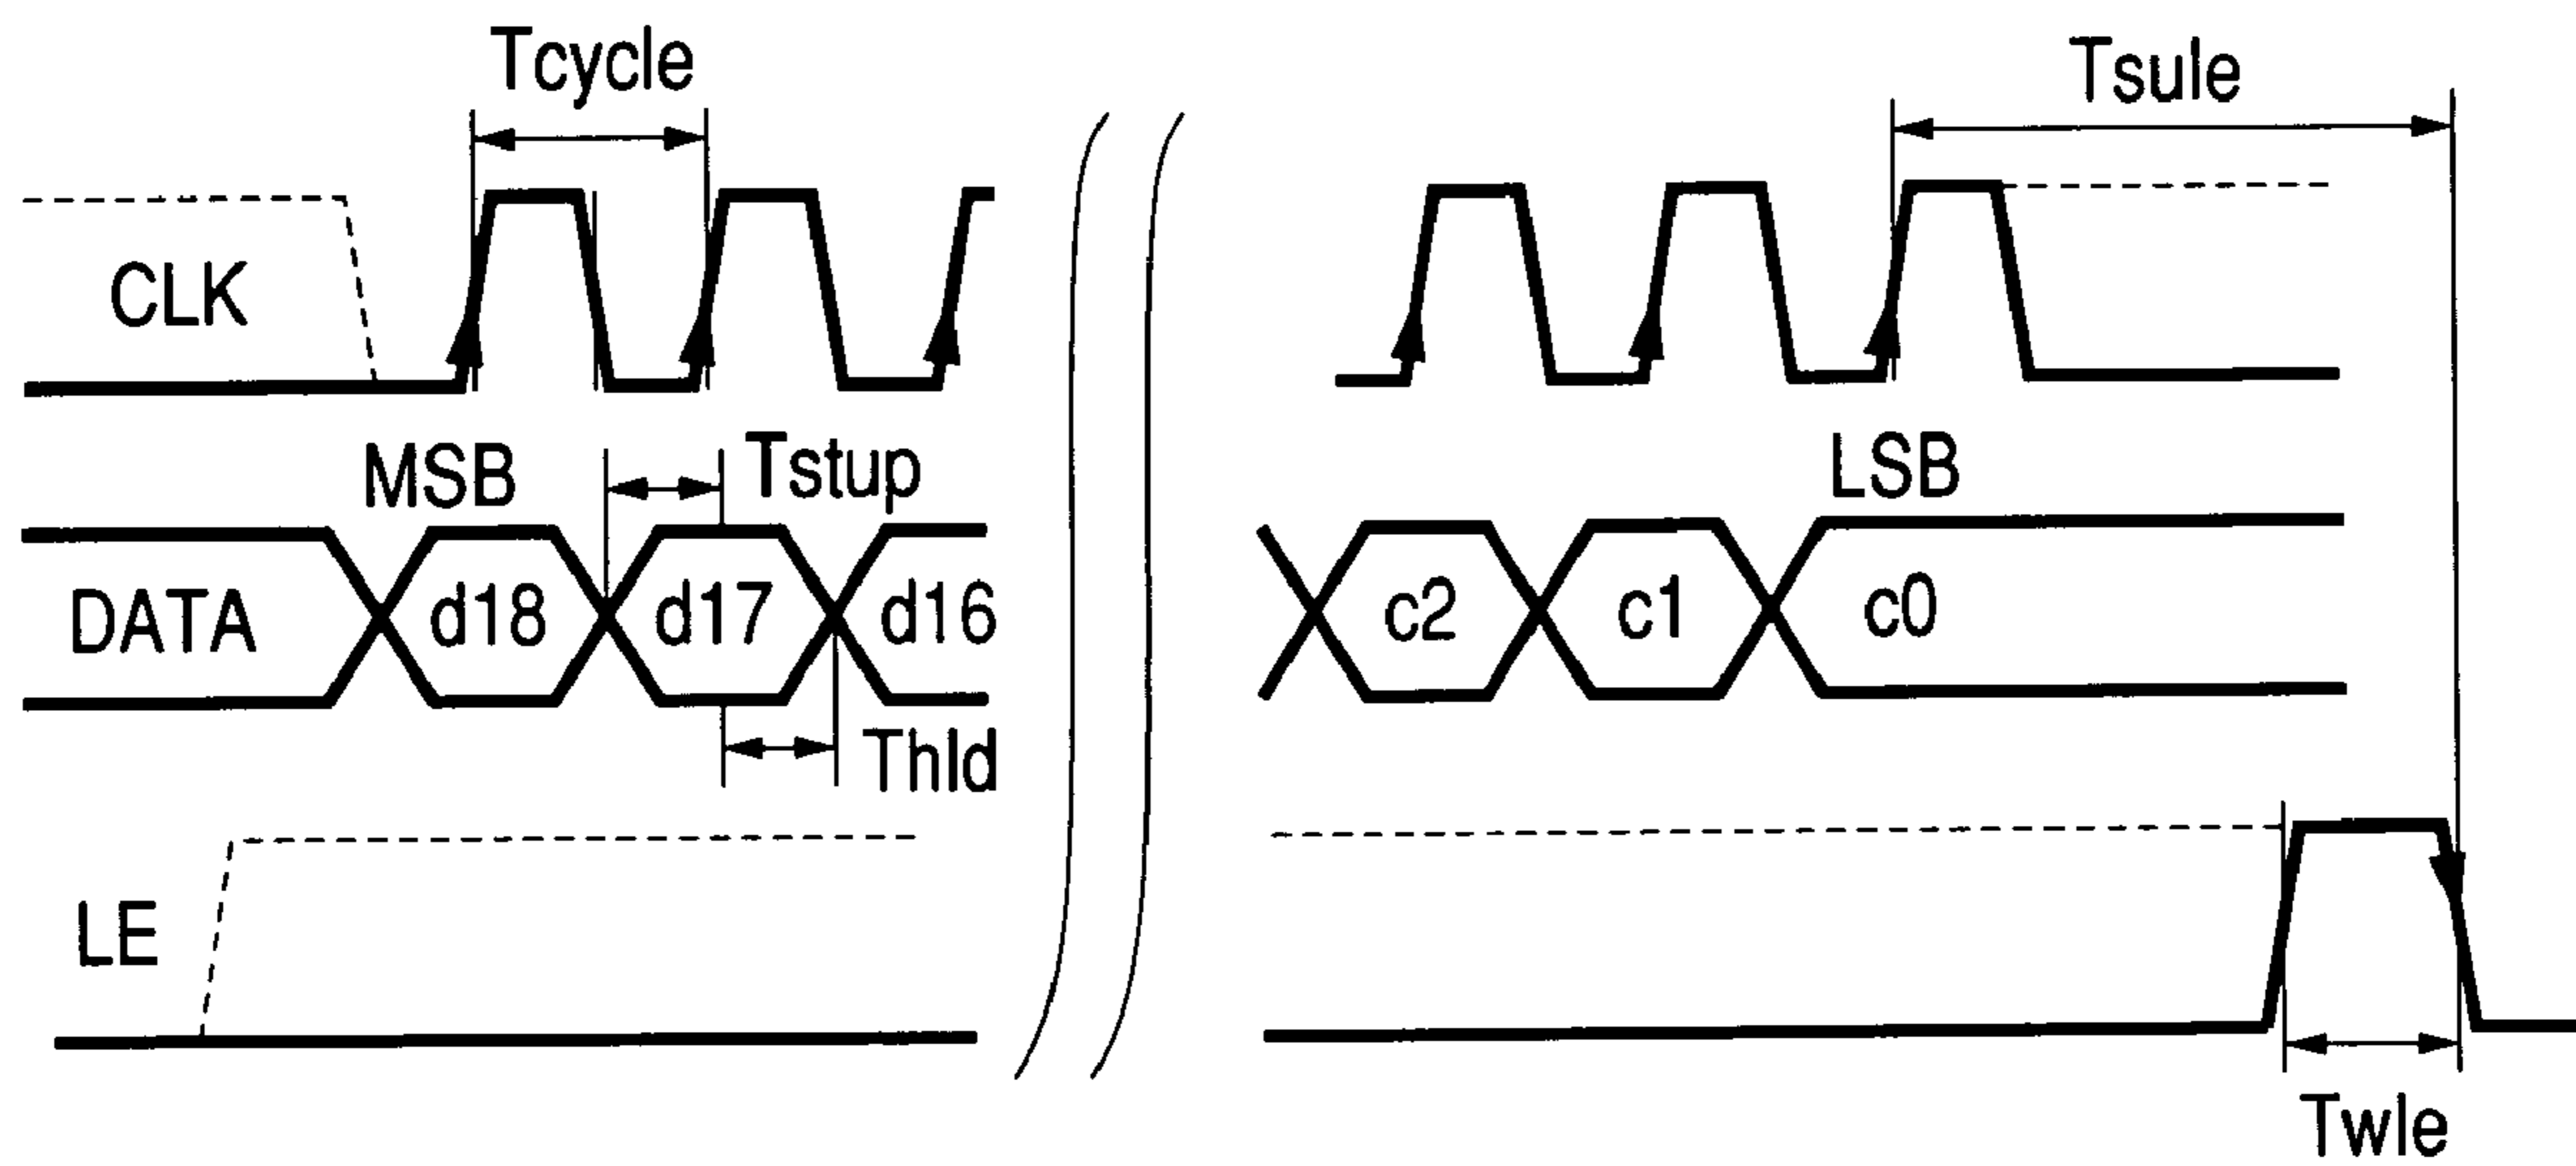 Tcycle
Tsule
CLK
MSB
Tstup
LSB
DATA
d18
d17
d16
c2
c1
c0
Thld
LE
Twle